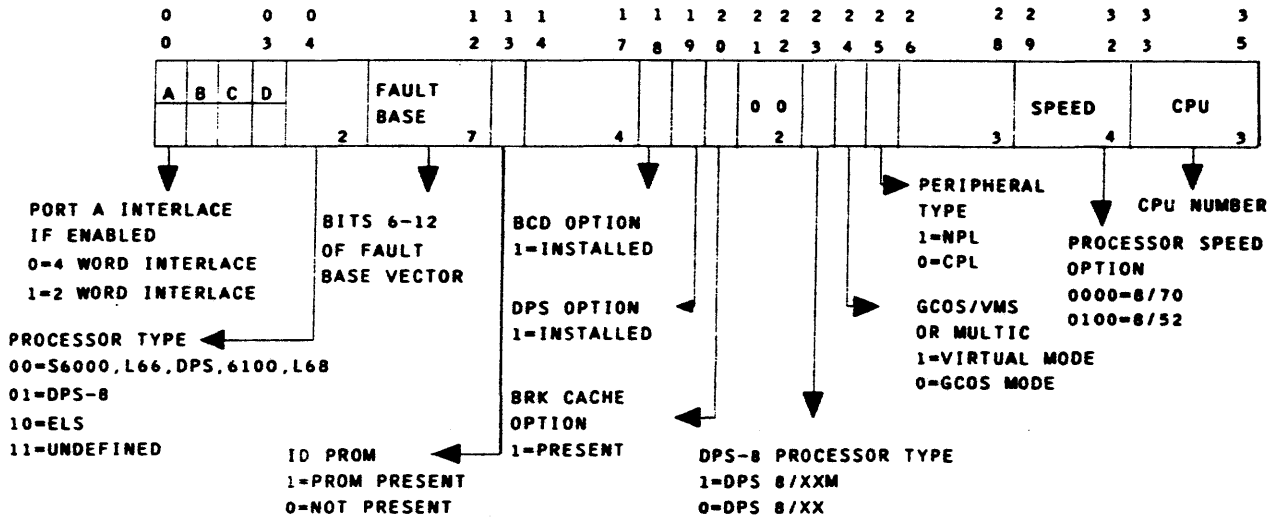 0 0 0 1 1 1 1 1 1 2 2 2 2 2 2 2 2 2 3 3 3
0 3 4 2 3 4 7 8 9 0 1 2 3 4 5 6 8 9 2 3 5
A B C D FAULT BASE 0 0 SPEED CPU
2 7 4 2 3 4 3
PORT A INTERLACE
IF ENABLED
0=4 WORD INTERLACE
1=2 WORD INTERLACE
PROCESSOR TYPE
00=S6000,L66,DPS,6100,L68
01=DPS-8
10=ELS
11=UNDEFINED
BITS 6-12
OF FAULT
BASE VECTOR
ID PROM
1=PROM PRESENT
0=NOT PRESENT
BCD OPTION
1=INSTALLED
DPS OPTION
1=INSTALLED
BRK CACHE
OPTION
1=PRESENT
DPS-8 PROCESSOR TYPE
1=DPS 8/XXM
0=DPS 8/XX
PERIPHERAL
TYPE
1=NPL
0=CPL
GCOS/VMS
OR MULTIC
1=VIRTUAL MODE
0=GCOS MODE
CPU NUMBER
PROCESSOR SPEED
OPTION
0000=8/70
0100=8/52